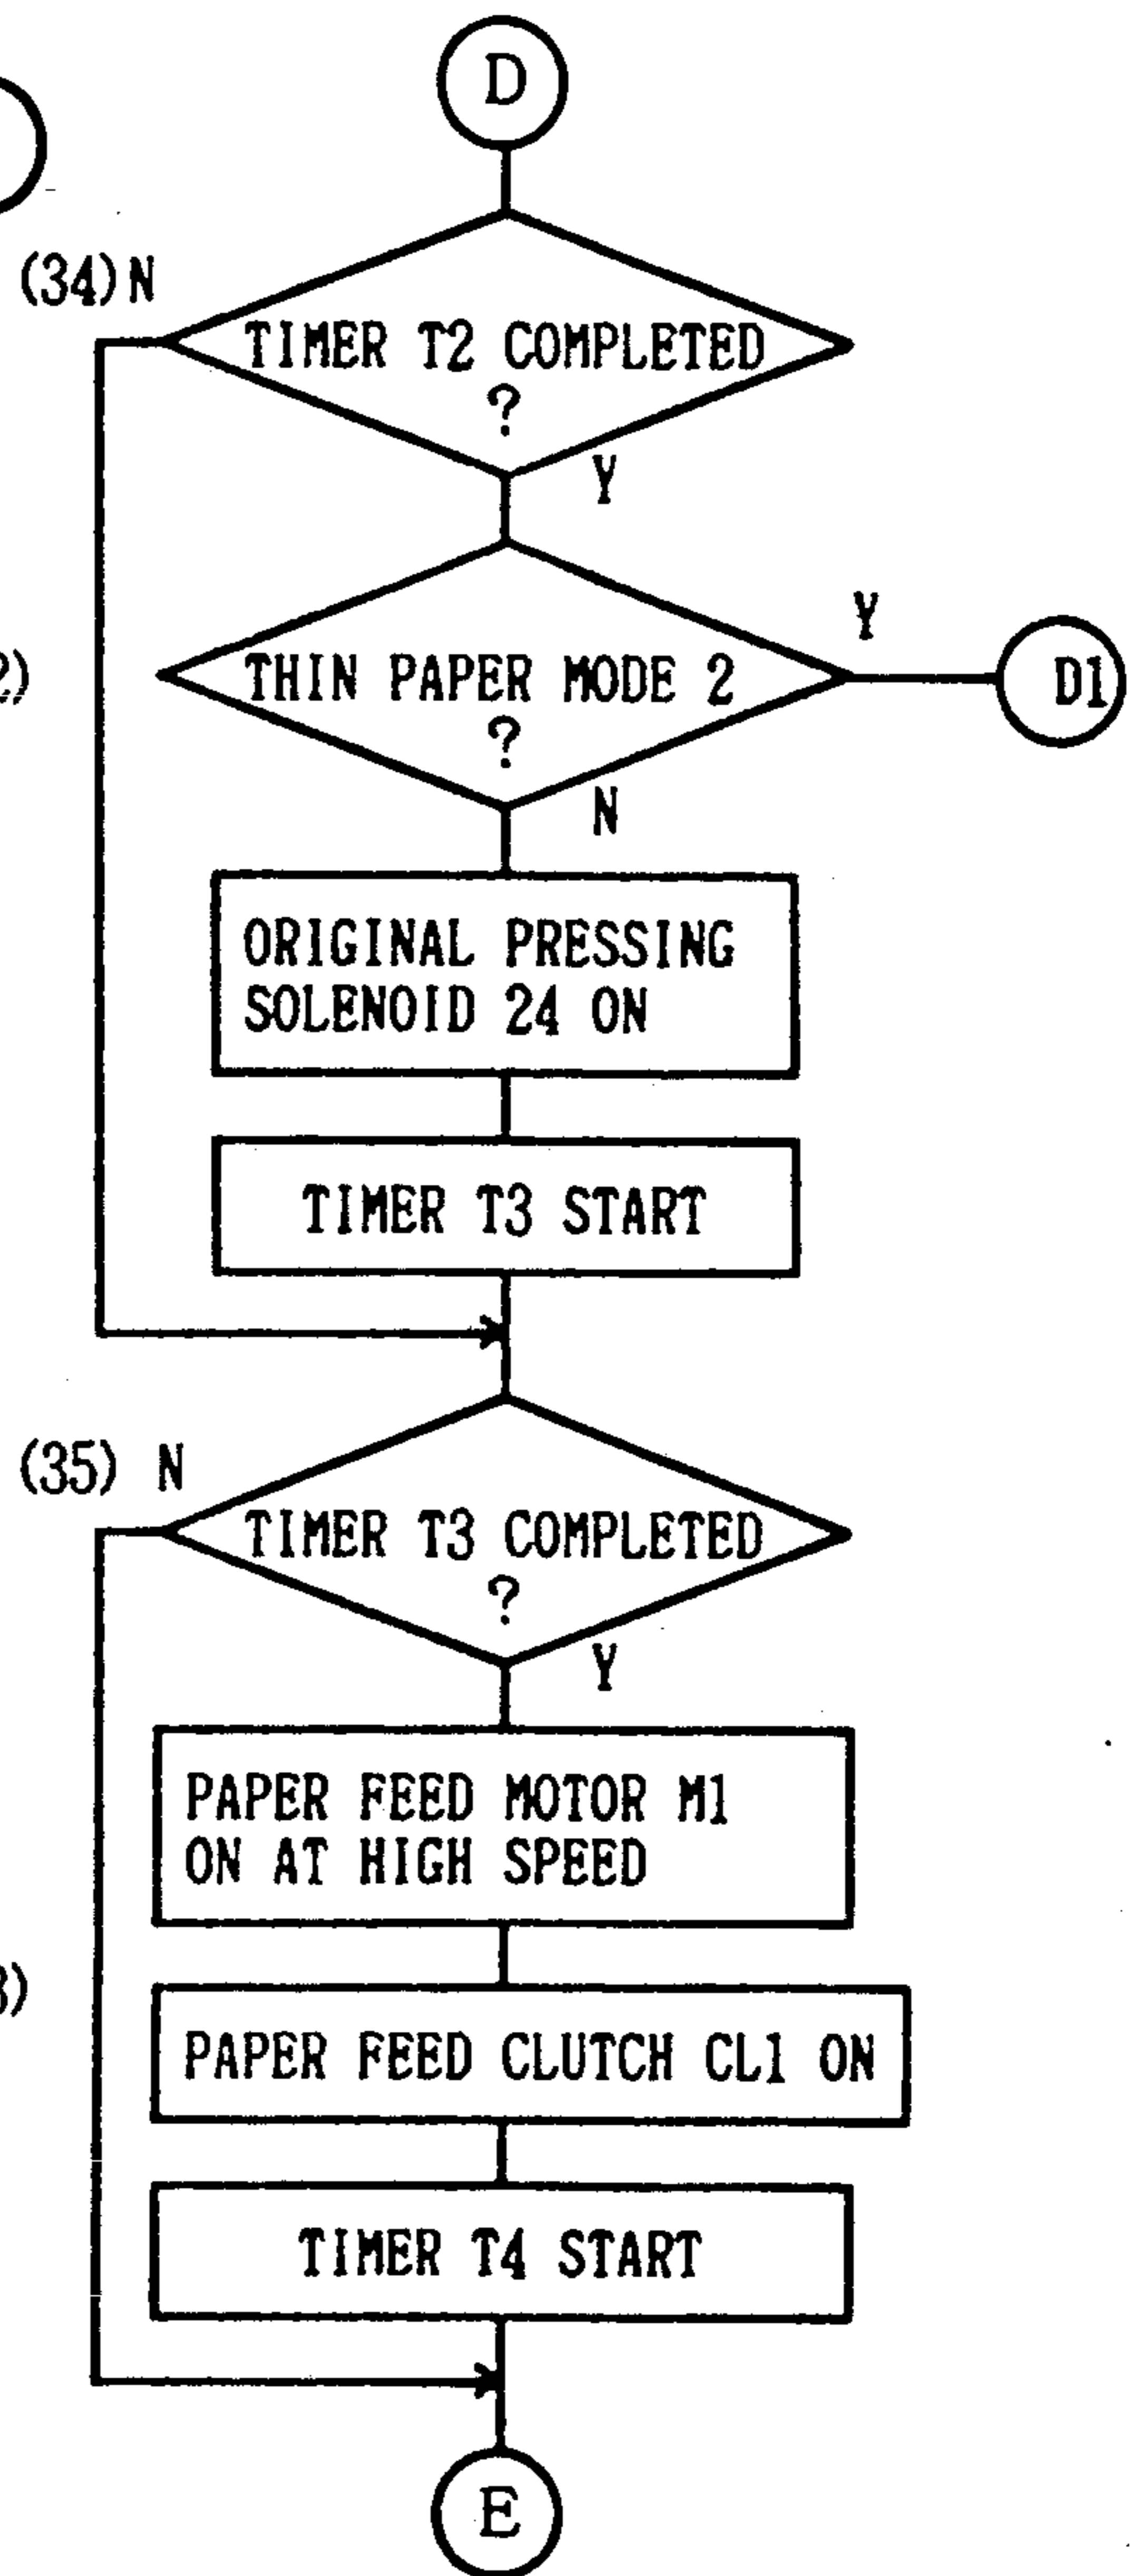 D
(34) N
TIMER T2 COMPLETED
?
Y
Y
THIN PAPER MODE 2
?
D1
N
ORIGINAL PRESSING
SOLENOID 24 ON
TIMER T3 START
(35) N
TIMER T3 COMPLETED
?
Y
PAPER FEED MOTOR M1
ON AT HIGH SPEED
PAPER FEED CLUTCH CL1 ON
TIMER T4 START
E